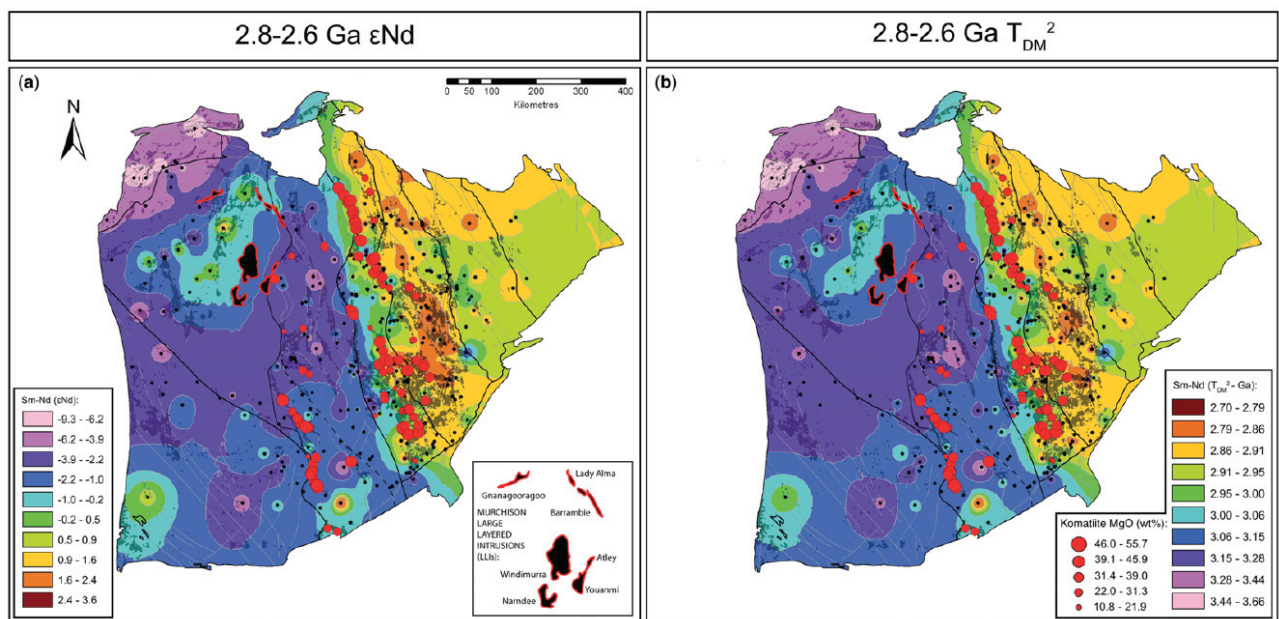 2.8-2.6 Ga εNd
2.8-2.6 Ga T_DM²
(a)
N
0 50 100 200 300 400
Kilometres
Sm-Nd (εNd):
-9.3 - -6.2
-6.2 - -3.9
-3.9 - -2.2
-2.2 - -1.0
-1.0 - -0.2
-0.2 - 0.5
0.5 - 0.9
0.9 - 1.6
1.6 - 2.4
2.4 - 3.6
Gnanagooragoo
Lady Alma
Barrambie
MURCHISON
LARGE
LAYERED
INTRUSIONS
(LLIs):
Windimurra
Atley
Youanmi
Narndee
(b)
Komatiite MgO (wt%):
46.0 - 55.7
39.1 - 45.9
31.4 - 39.0
22.0 - 31.3
10.8 - 21.9
Sm-Nd (T_DM² - Ga):
2.70 - 2.79
2.79 - 2.86
2.86 - 2.91
2.91 - 2.95
2.95 - 3.00
3.00 - 3.06
3.06 - 3.15
3.15 - 3.28
3.28 - 3.44
3.44 - 3.66